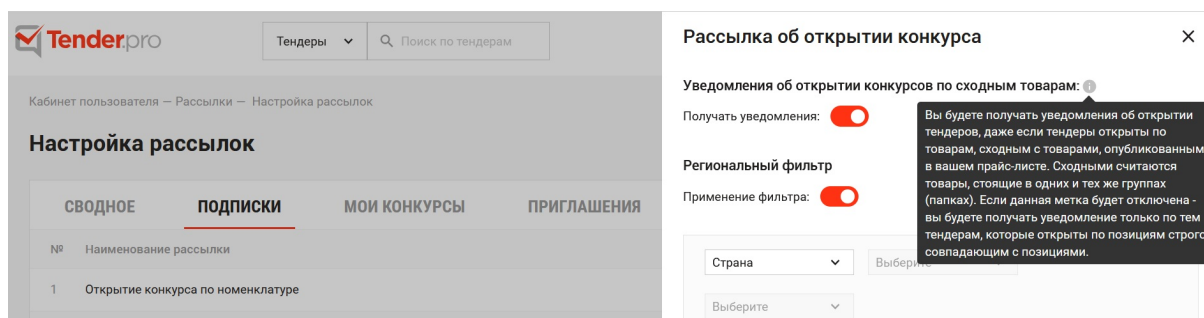 Tender.pro
Тендеры
Поиск по тендерам
Кабинет пользователя — Рассылки — Настройка рассылок
Настройка рассылок
СВОДНОЕ ПОДПИСКИ МОИ КОНКУРСЫ ПРИГЛАШЕНИЯ
№ Наименование рассылки
1 Открытие конкурса по номенклатуре
Рассылка об открытии конкурса
Уведомления об открытии конкурсов по сходным товарам:
Получать уведомления:
Вы будете получать уведомления об открытии
тендеров, даже если тендеры открыты по
товарам, сходным с товарами, опубликованным
в вашем прайс-листе. Сходными считаются
товары, стоящие в одних и тех же группах
(папках). Если данная метка будет отключена -
вы будете получать уведомление только по тем
тендерам, которые открыты по позициям строго
совпадающим с позициями.
Региональный фильтр
Применение фильтра:
Страна
Выберите
Выберите